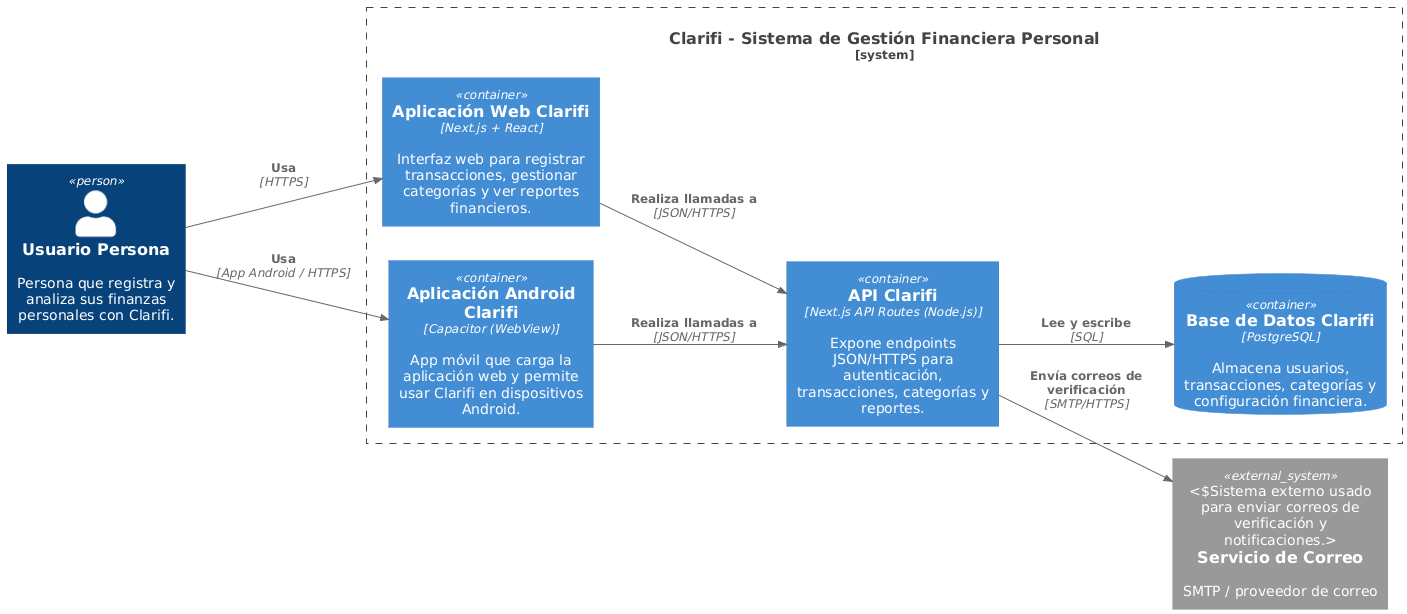 Clarifi - Sistema de Gestión Financiera Personal
[system]
«container»
Aplicación Web Clarifi
[Next.js + React]
Interfaz web para registrar
transacciones, gestionar
categorías y ver reportes
financieros.
«person»
Usuario Persona
Persona que registra y
analiza sus finanzas
personales con Clarifi.
Usa
[HTTPS]
Usa
[App Android / HTTPS]
«container»
Aplicación Android
Clarifi
[Capacitor (WebView)]
App móvil que carga la
aplicación web y permite
usar Clarifi en dispositivos
Android.
Realiza llamadas a
[JSON/HTTPS]
Realiza llamadas a
[JSON/HTTPS]
«container»
API Clarifi
[Next.js API Routes (Node.js)]
Expone endpoints
JSON/HTTPS para
autenticación,
transacciones, categorías y
reportes.
Lee y escribe
[SQL]
Envía correos de
verificación
[SMTP/HTTPS]
«container»
Base de Datos Clarifi
[PostgreSQL]
Almacena usuarios,
transacciones, categorías y
configuración financiera.
«external_system»
<$Sistema externo usado
para enviar correos de
verificación y
notificaciones.>
Servicio de Correo
SMTP / proveedor de correo